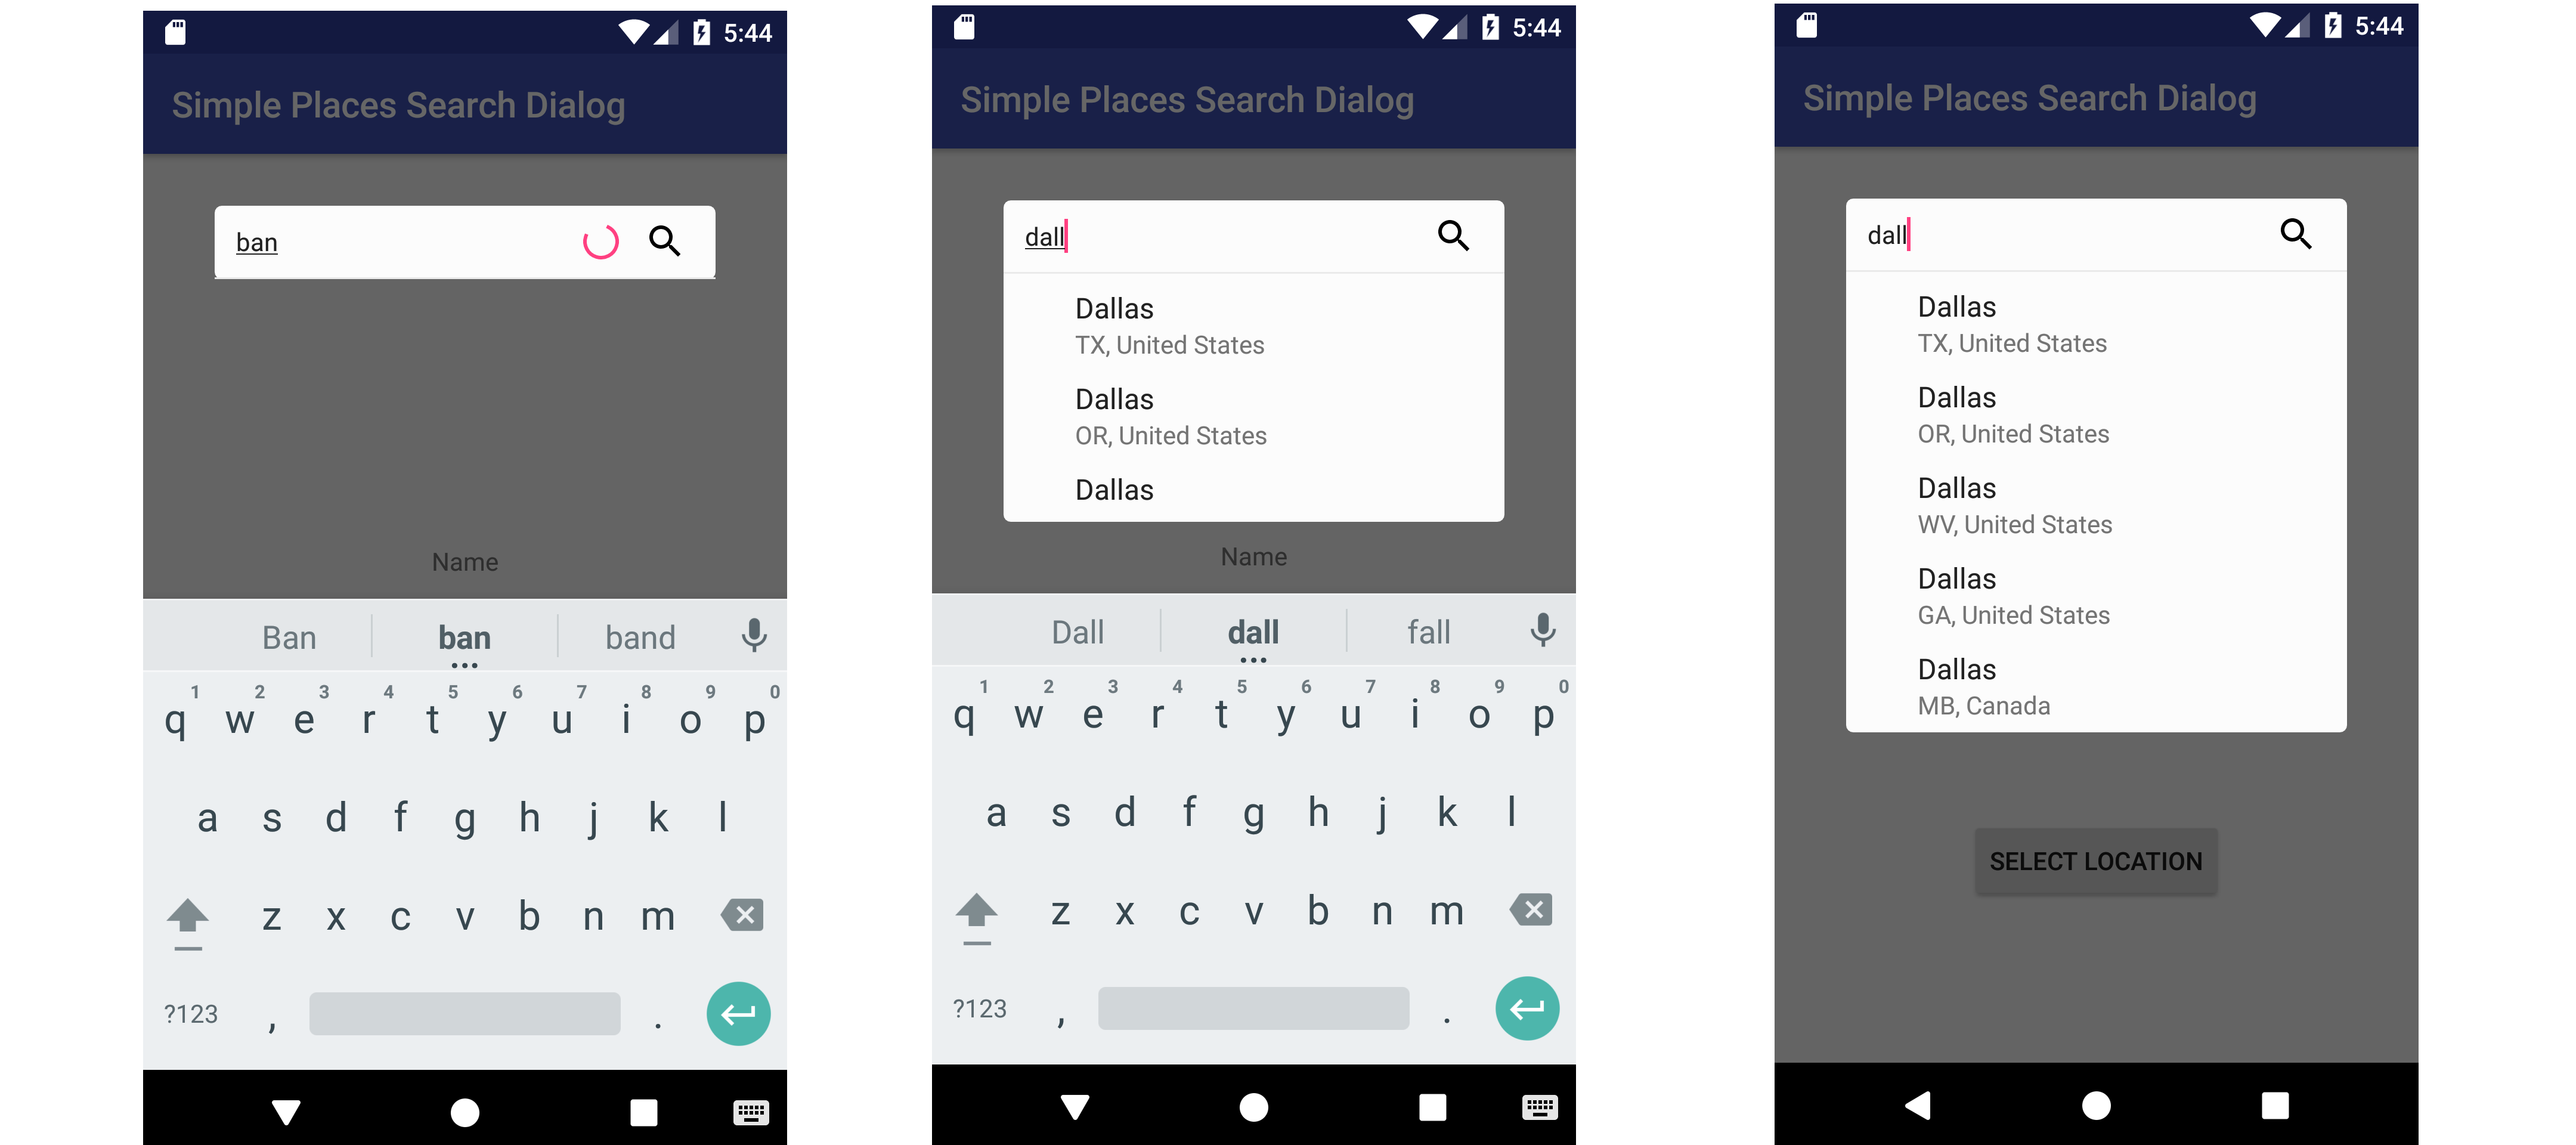 5:44
Simple Places Search Dialog
ban
Name
Ban ban band
1 2 3 4 5 6 7 8 9 0
q w e r t y u i o p
a s d f g h j k l
z x c v b n m
?123 , .
5:44
Simple Places Search Dialog
dall
Dallas
TX, United States
Dallas
OR, United States
Dallas
Name
Dall dall fall
1 2 3 4 5 6 7 8 9 0
q w e r t y u i o p
a s d f g h j k l
z x c v b n m
?123 , .
5:44
Simple Places Search Dialog
dall
Dallas
TX, United States
Dallas
OR, United States
Dallas
WV, United States
Dallas
GA, United States
Dallas
MB, Canada
SELECT LOCATION